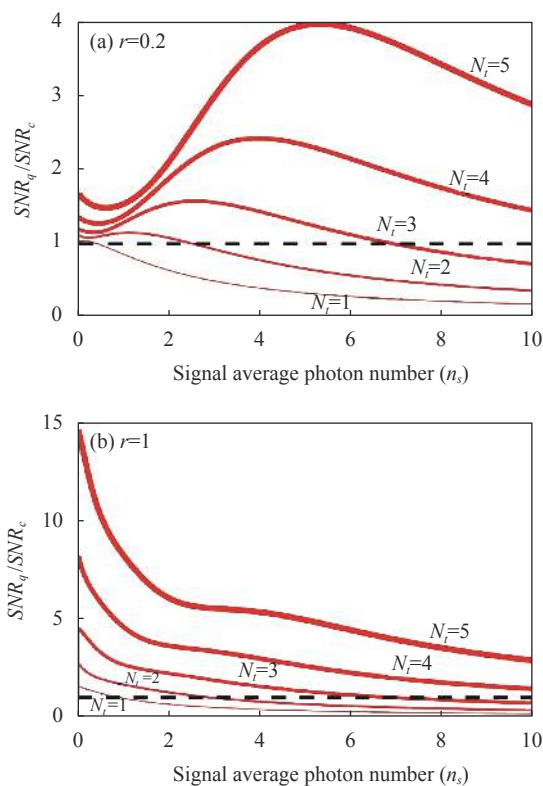 4
(a) r=0.2
N_t=5
3
SNR_q/SNR_c
2
N_t=4
N_t=3
1
N_t=2
N_t=1
0
0 2 4 6 8 10
Signal average photon number (n_s)
15
(b) r=1
10
SNR_q/SNR_c
5
N_t=5
N_t=4
N_t=3
N_t=2
N_t=1
0
0 2 4 6 8 10
Signal average photon number (n_s)